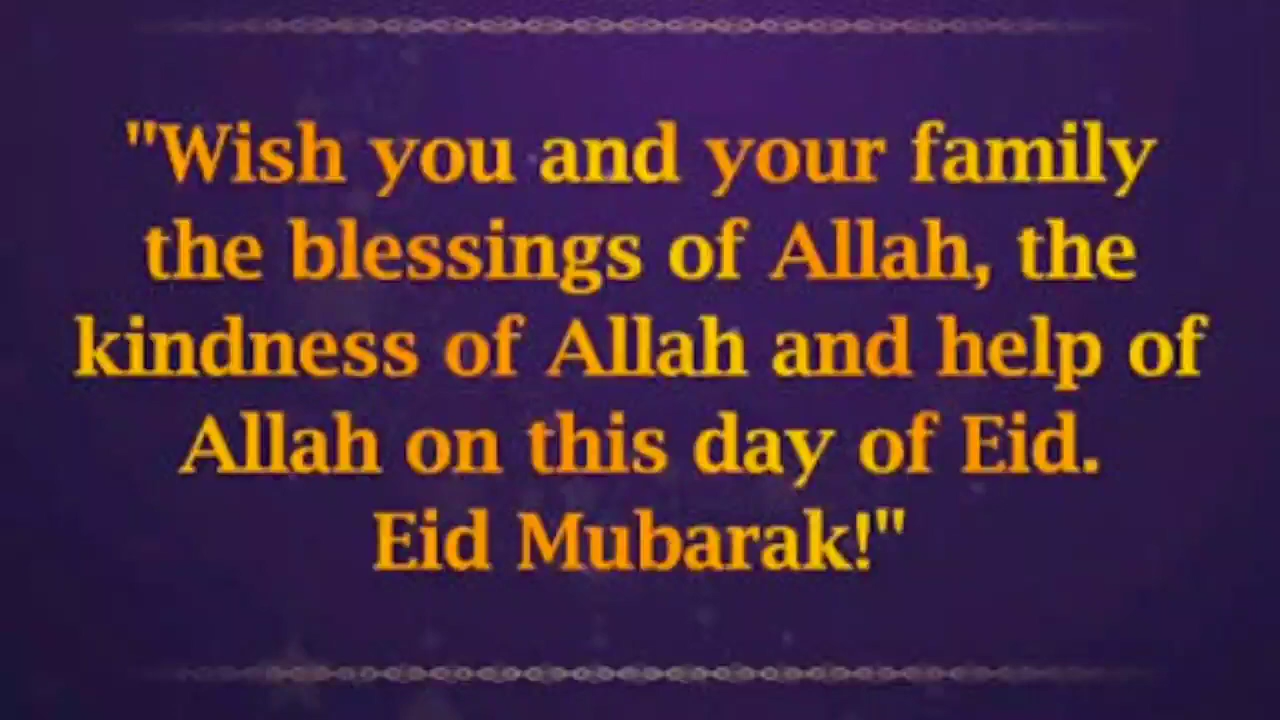 "Wish you and your family
the blessings of Allah, the
kindness of Allah and help of
Allah on this day of Eid.
Eid Mubarak!"